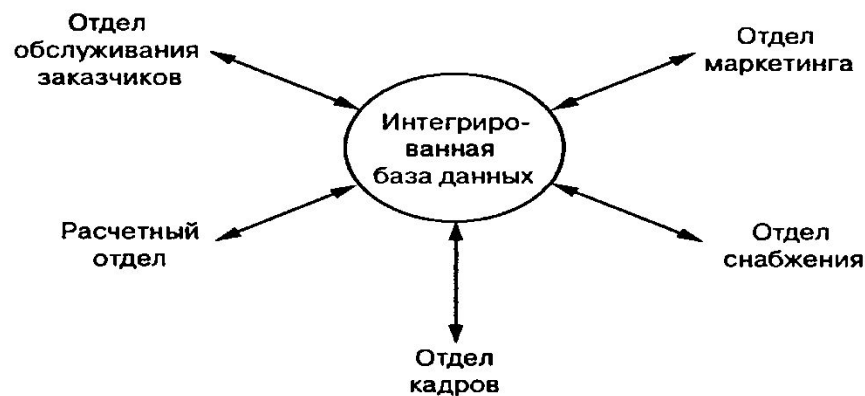 Отдел
обслуживания
заказчиков
Отдел
маркетинга
Интегриро-
ванная
база данных
Расчетный
отдел
Отдел
снабжения
Отдел
кадров